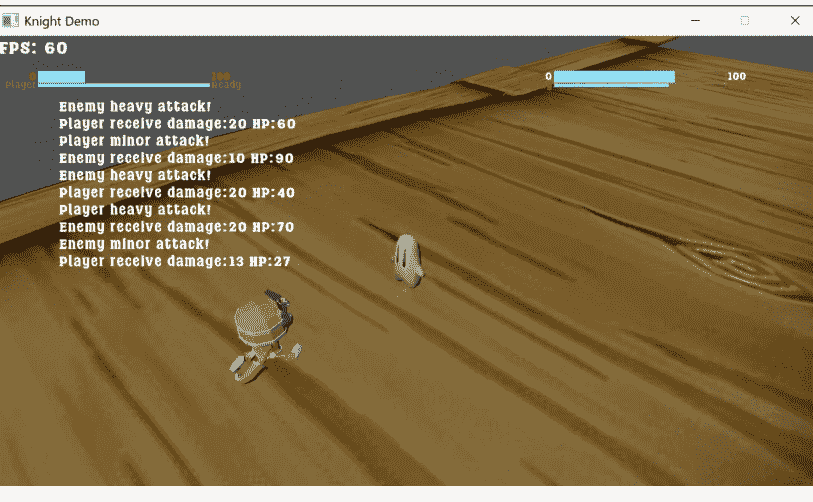 Knight Demo
FPS: 60
0 100
Player Ready
0 100
Enemy heavy attack!
Player receive damage:20 HP:60
Player minor attack!
Enemy receive damage:10 HP:90
Enemy heavy attack!
Player receive damage:20 HP:40
Player heavy attack!
Enemy receive damage:20 HP:70
Enemy minor attack!
Player receive damage:13 HP:27